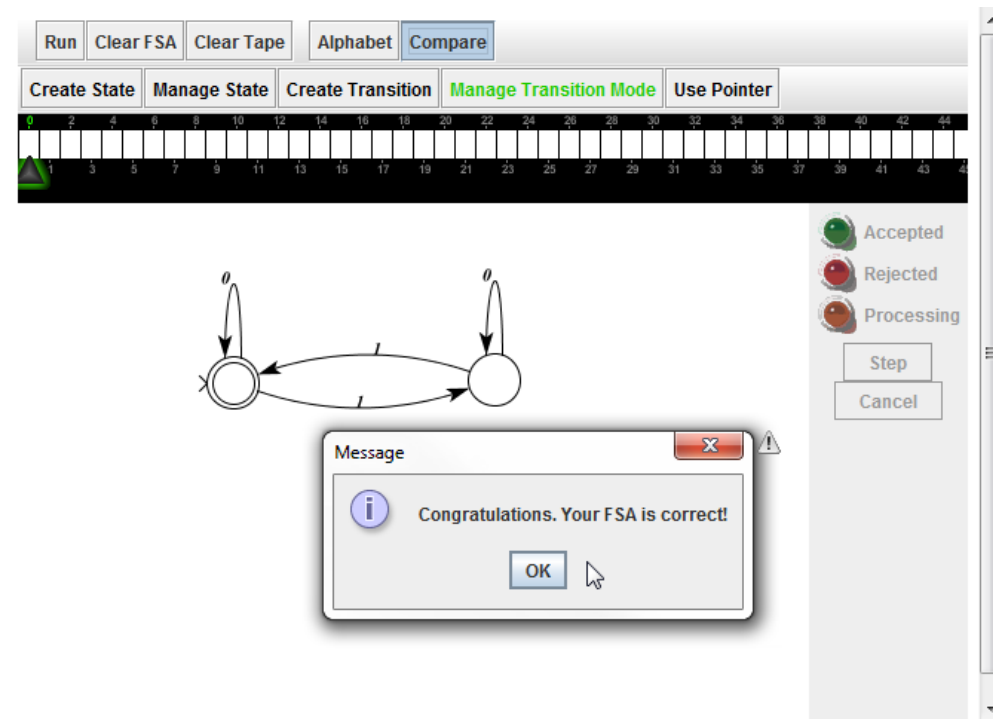 Run Clear FSA Clear Tape Alphabet Compare
Create State Manage State Create Transition Manage Transition Mode Use Pointer
0 2 4 6 8 10 12 14 16 18 20 22 24 26 28 30 32 34 36 38 40 42 44
1 3 5 7 9 11 13 15 17 19 21 23 25 27 29 31 33 35 37 39 41 43
Accepted
Rejected
Processing
Step
Cancel
0 0
1
1
Message
i Congratulations. Your FSA is correct!
OK